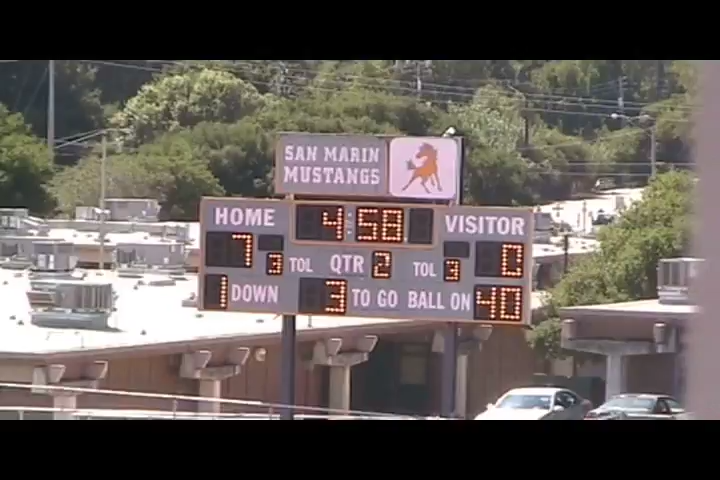 SAN MARIN
MUSTANGS
HOME 4:58 VISITOR
7 3 TOL QTR 2 TOL 3 0
1 DOWN 3 TO GO BALL ON 40